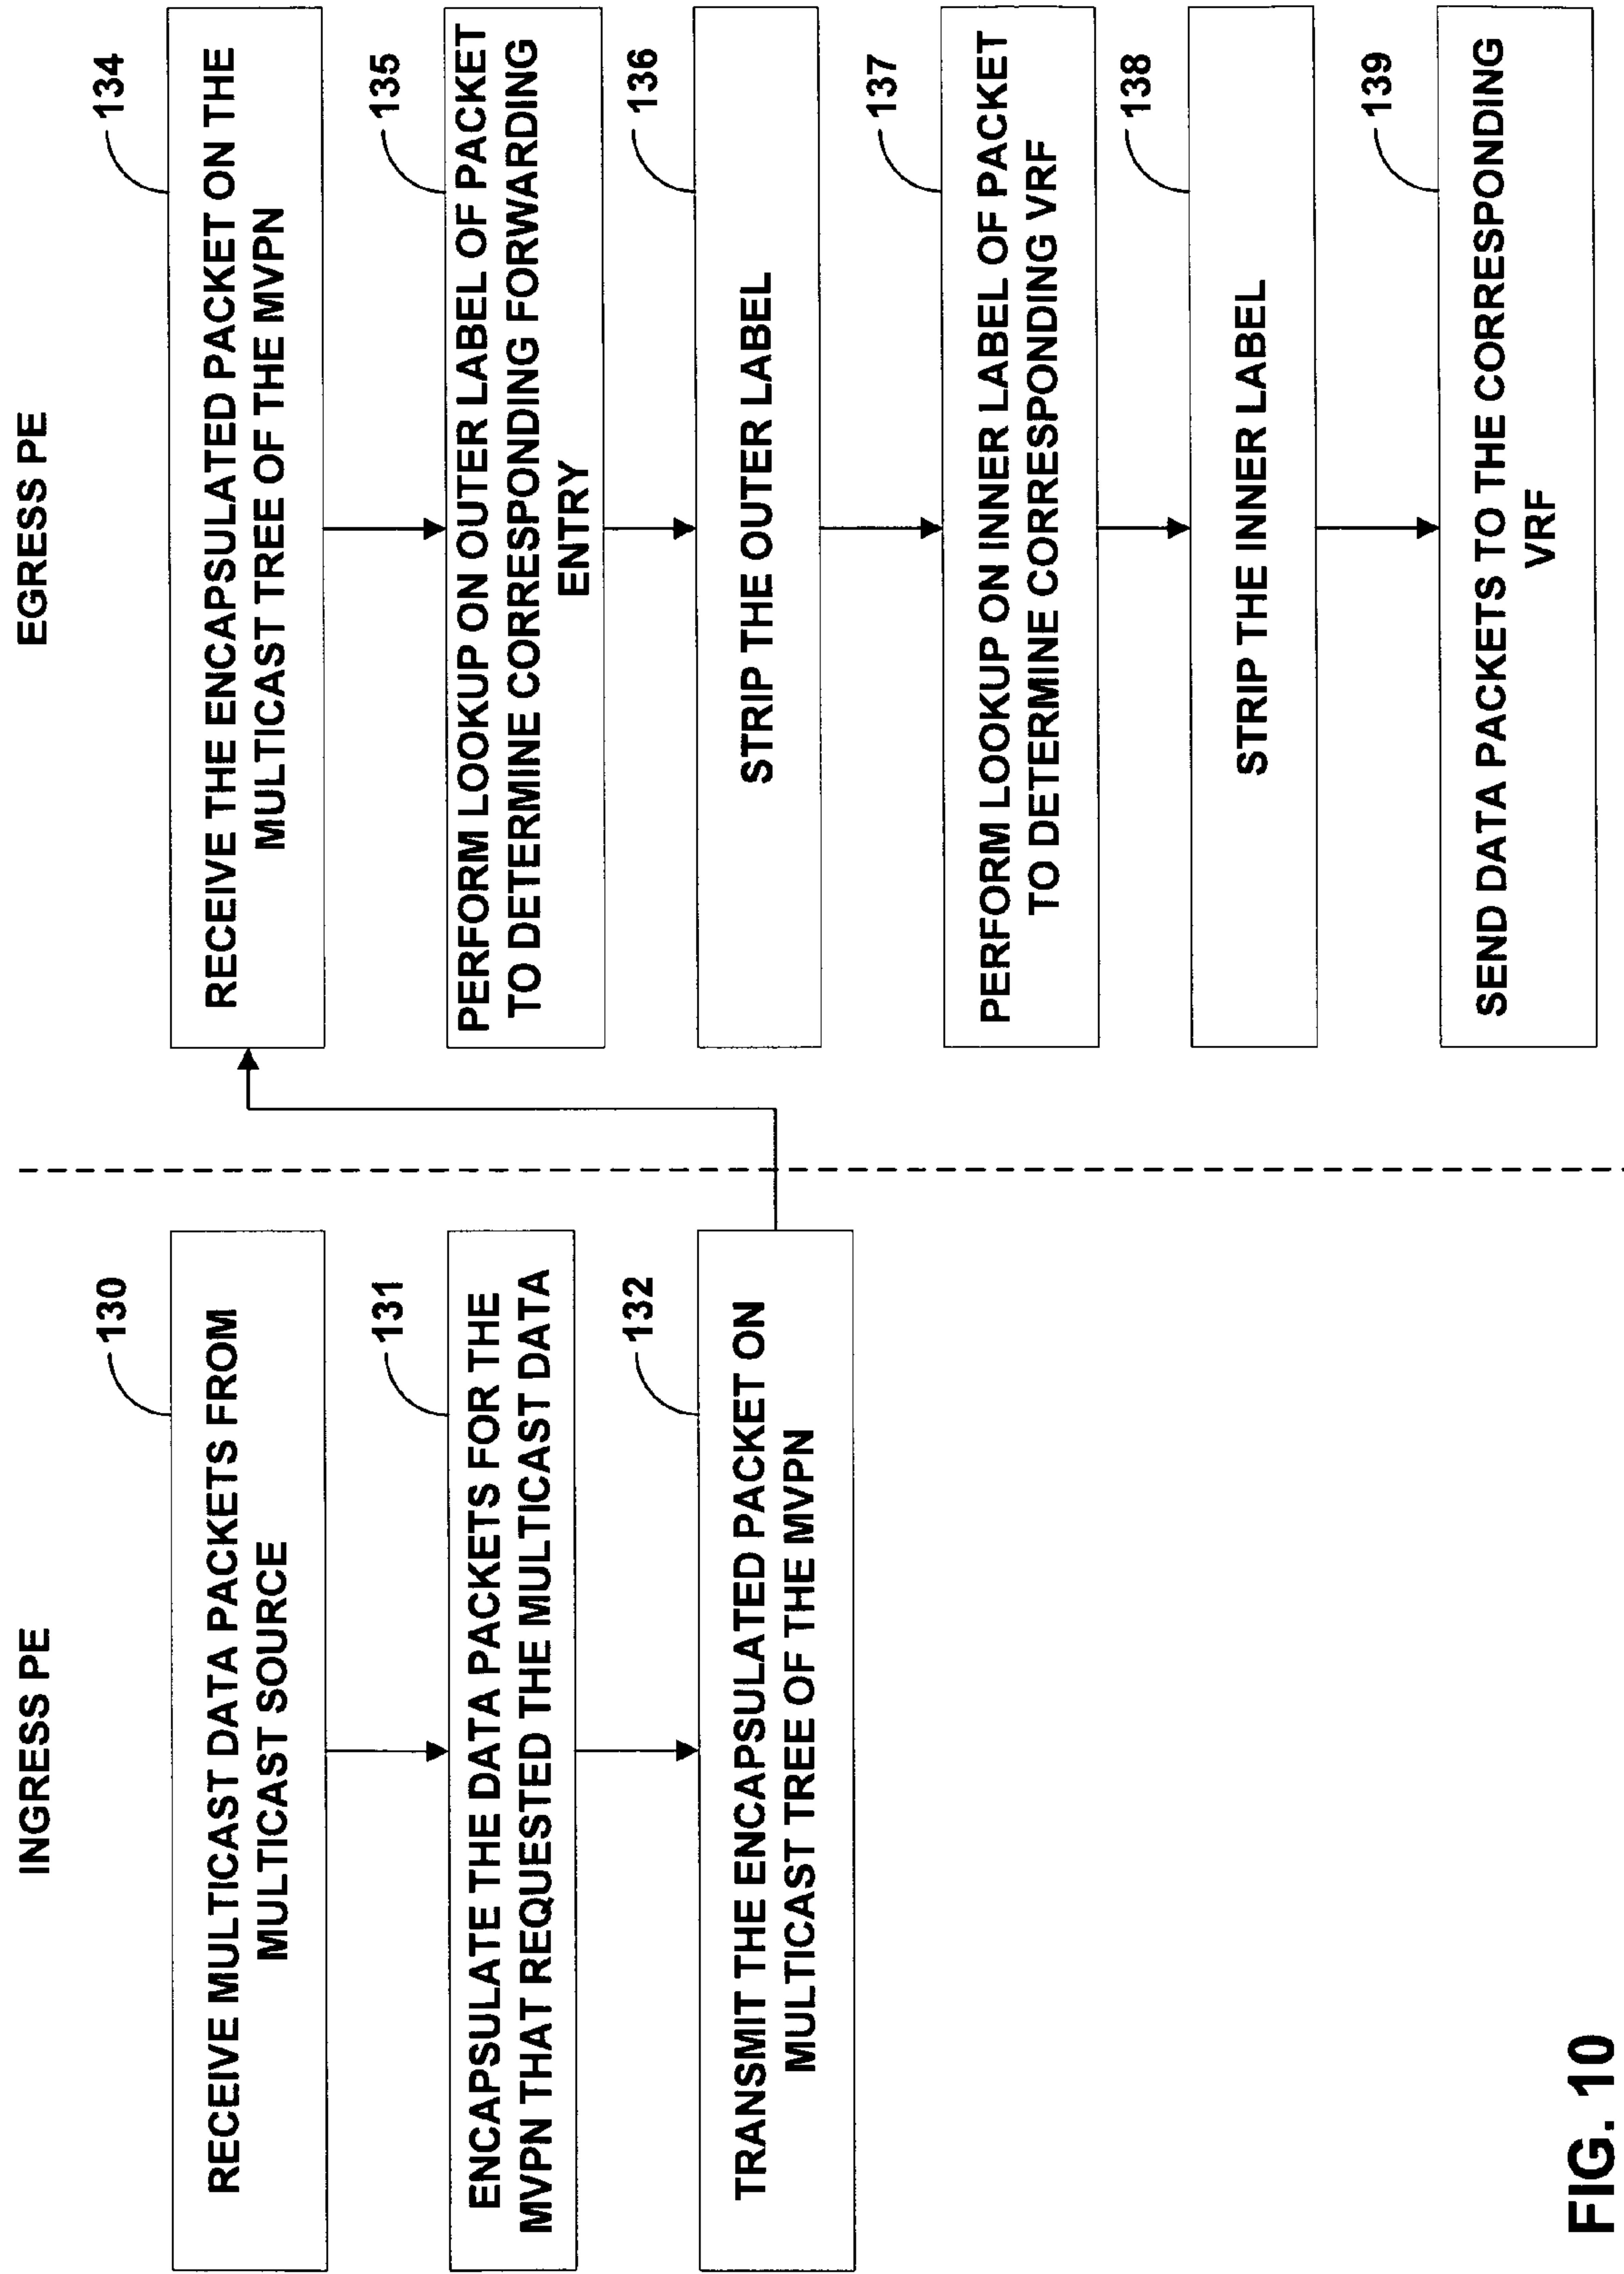 INGRESS PE
130
RECEIVE MULTICAST DATA PACKETS FROM
MULTICAST SOURCE
131
ENCAPSULATE THE DATA PACKETS FOR THE
MVPN THAT REQUESTED THE MULTICAST DATA
132
TRANSMIT THE ENCAPSULATED PACKET ON
MULTICAST TREE OF THE MVPN
EGRESS PE
134
RECEIVE THE ENCAPSULATED PACKET ON THE
MULTICAST TREE OF THE MVPN
135
PERFORM LOOKUP ON OUTER LABEL OF PACKET
TO DETERMINE CORRESPONDING FORWARDING
ENTRY
136
STRIP THE OUTER LABEL
137
PERFORM LOOKUP ON INNER LABEL OF PACKET
TO DETERMINE CORRESPONDING VRF
138
STRIP THE INNER LABEL
139
SEND DATA PACKETS TO THE CORRESPONDING
VRF
FIG. 10